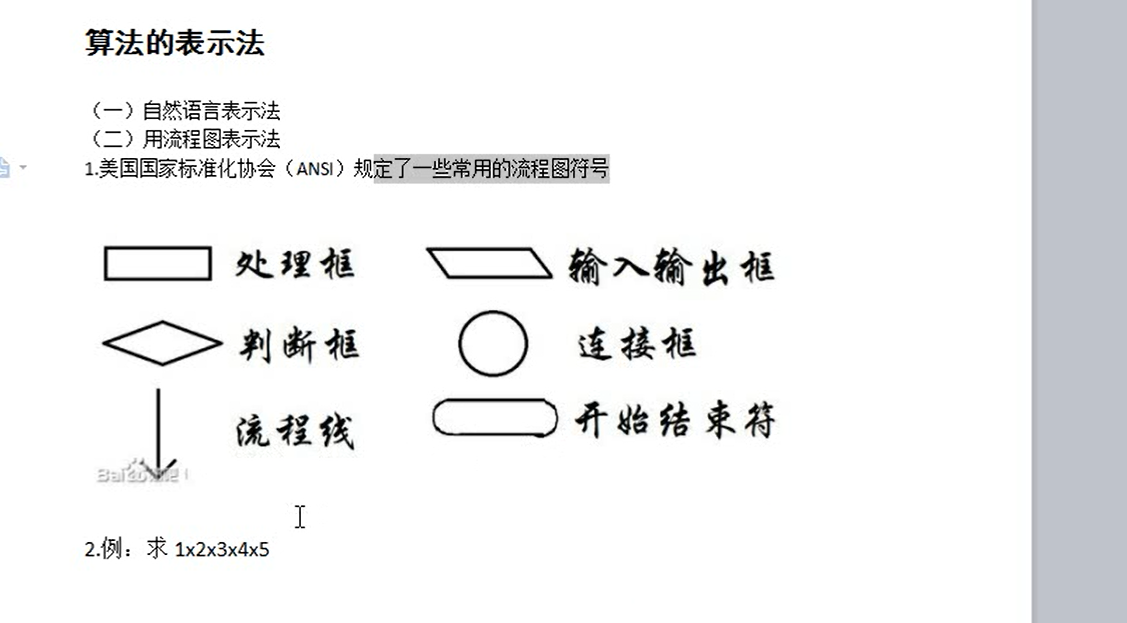 算法的表示法
（一）自然语言表示法
（二）用流程图表示法
1.美国国家标准化协会（ANSI）规定了一些常用的流程图符号
处理框 输入输出框
判断框 连接框
流程线 开始结束符
2.例：求 1x2x3x4x5